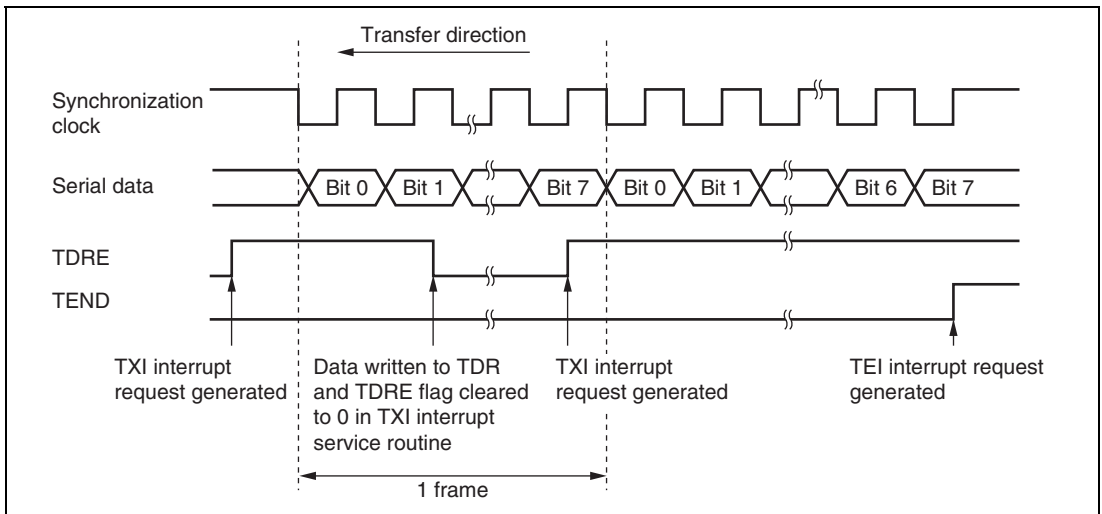 Transfer direction
Synchronization
clock
Serial data
Bit 0 Bit 1 Bit 7 Bit 0 Bit 1 Bit 6 Bit 7
TDRE
TEND
TXI interrupt
request generated
Data written to TDR
and TDRE flag cleared
to 0 in TXI interrupt
service routine
TXI interrupt
request generated
TEI interrupt request
generated
1 frame